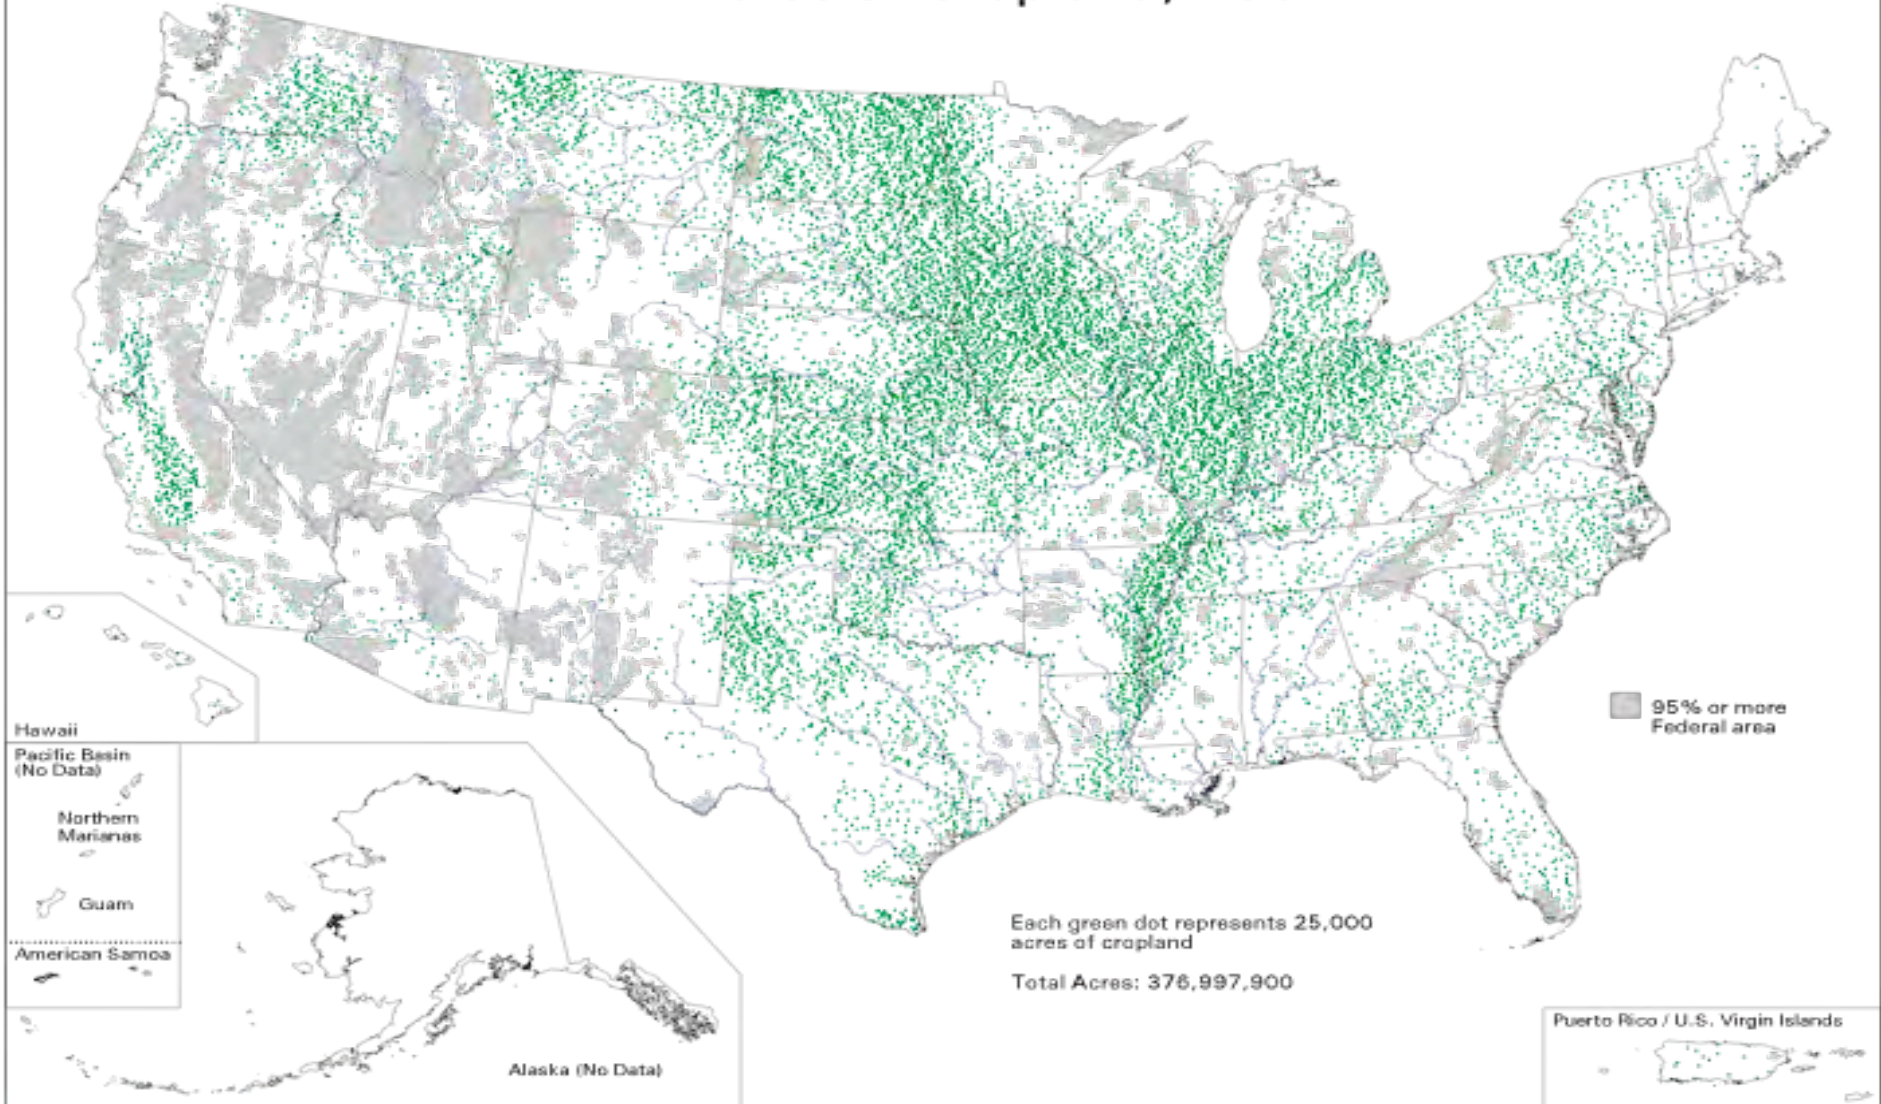 95% or more
Federal area
Hawaii
Pacific Basin
(No Data)
Northern
Marianas
Guam
American Samoa
Each green dot represents 25,000
acres of cropland
Total Acres: 376,997,900
Alaska (No Data)
Puerto Rico / U.S. Virgin Islands